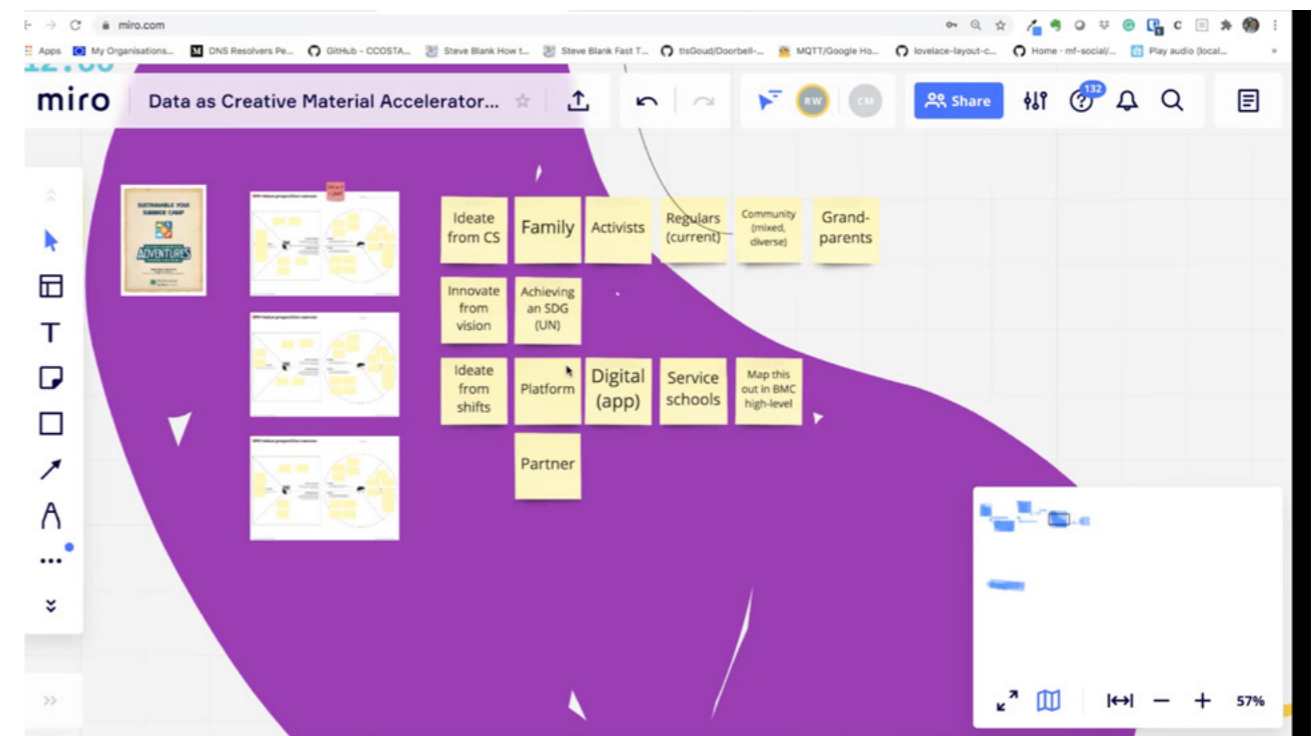 miro.com
Apps
My Organisations...
DNS Resolvers Pe...
GitHub - CCOSTA...
Steve Blank How t...
Steve Blank Fast T...
tisGoud/Doorbell-...
MQTT/Google Ho...
lovelace-layout-c...
Home · mf-social/...
Play audio (local...
»
12:00
miro
Data as Creative Material Accelerator...
RW
CM
Share
132
SUSTAINABLE YOU!
SUMMER CAMP
ADVENTURES
Ideate
from CS
Family
Activists
Regulars
(current)
Community
(mixed,
diverse)
Grand-
parents
Innovate
from
vision
Achieving
an SDG
(UN)
Ideate
from
shifts
Platform
Digital
(app)
Service
schools
Map this
out in BMC
high-level
Partner
57%